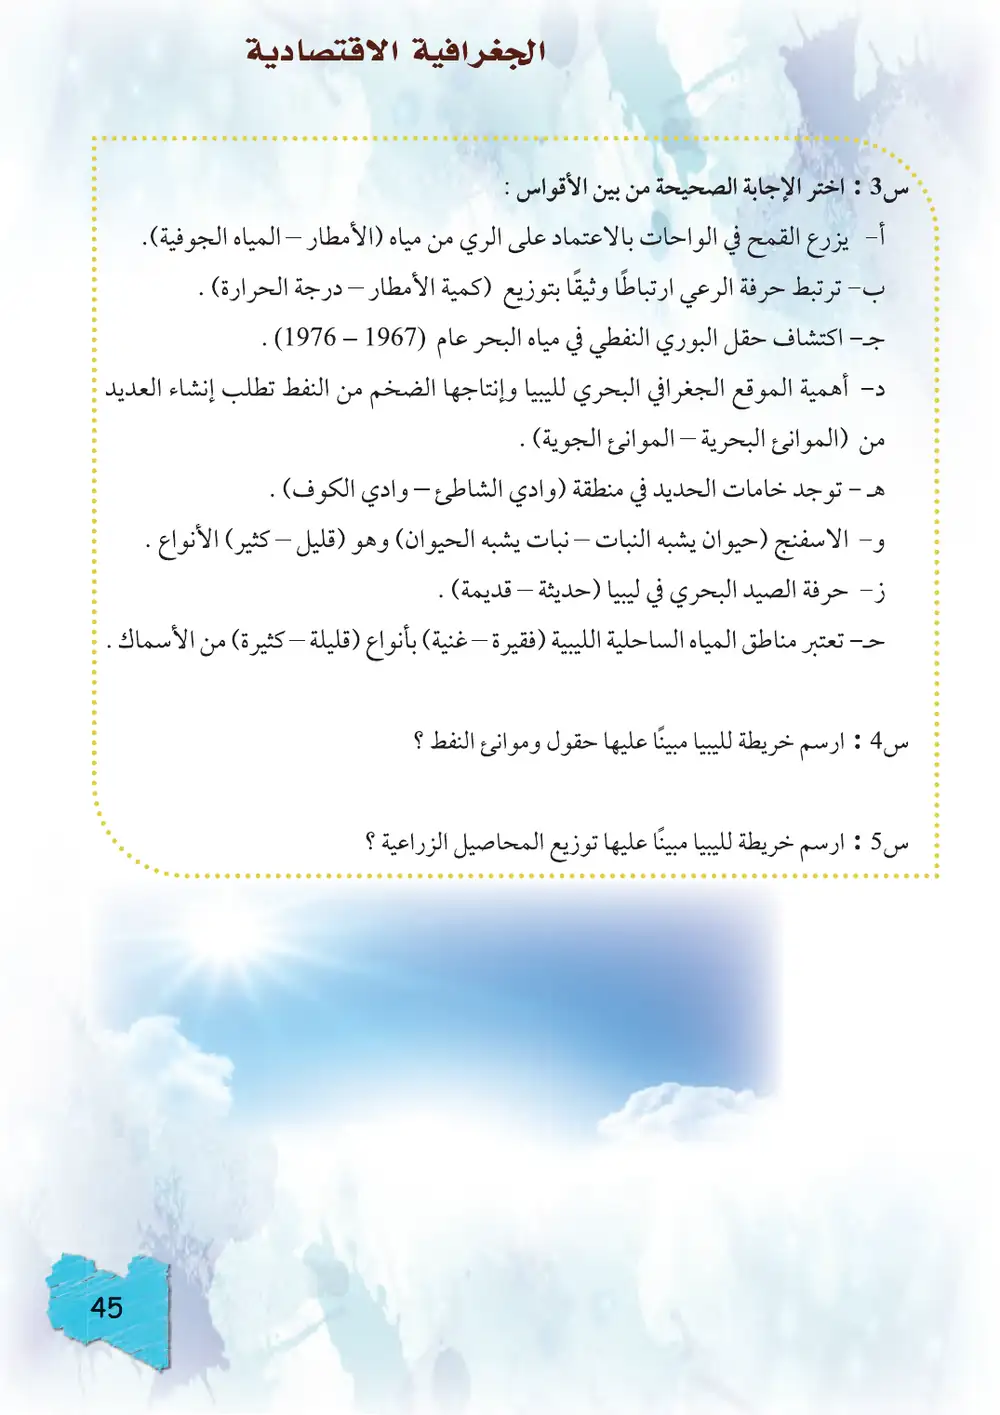 الجغرافية الاقتصادية
س3 : اختر الإجابة الصحيحة من بين الأقواس :
أ- يزرع القمح في الواحات بالاعتماد على الري من مياه (الأمطار – المياه الجوفية).
ب- ترتبط حرفة الرعي ارتباطًا وثيقًا بتوزيع (كمية الأمطار – درجة الحرارة) .
جـ- اكتشاف حقل البوري النفطي في مياه البحر عام (1967 – 1976) .
د- أهمية الموقع الجغرافي البحري لليبيا وإنتاجها الضخم من النفط تطلب إنشاء العديد
من (الموانئ البحرية – الموانئ الجوية) .
هـ - توجد خامات الحديد في منطقة (وادي الشاطئ – وادي الكوف) .
و- الاسفنج (حيوان يشبه النبات – نبات يشبه الحيوان) وهو (قليل – كثير) الأنواع .
ز- حرفة الصيد البحري في ليبيا (حديثة – قديمة) .
حـ- تعتبر مناطق المياه الساحلية الليبية (فقيرة – غنية) بأنواع (قليلة – كثيرة) من الأسماك .
س4 : ارسم خريطة لليبيا مبينًا عليها حقول وموانئ النفط ؟
س5 : ارسم خريطة لليبيا مبينًا عليها توزيع المحاصيل الزراعية ؟
45